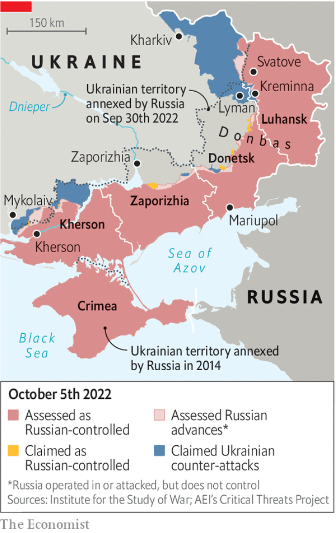 150 km
UKRAINE
Kharkiv
Svatove
Dnieper
Ukrainian territory
annexed by Russia
on Sep 30th 2022
Kreminna
Lyman
Luhansk
Donbas
Zaporizhia
Donetsk
Mykolaiv
Kherson
Zaporizhia
Mariupol
Kherson
Sea of
Azov
RUSSIA
Crimea
Black
Sea
Ukrainian territory annexed
by Russia in 2014
October 5th 2022
Assessed as
Russian-controlled
Assessed Russian
advances*
Claimed as
Russian-controlled
Claimed Ukrainian
counter-attacks
*Russia operated in or attacked, but does not control
Sources: Institute for the Study of War; AEI's Critical Threats Project
The Economist